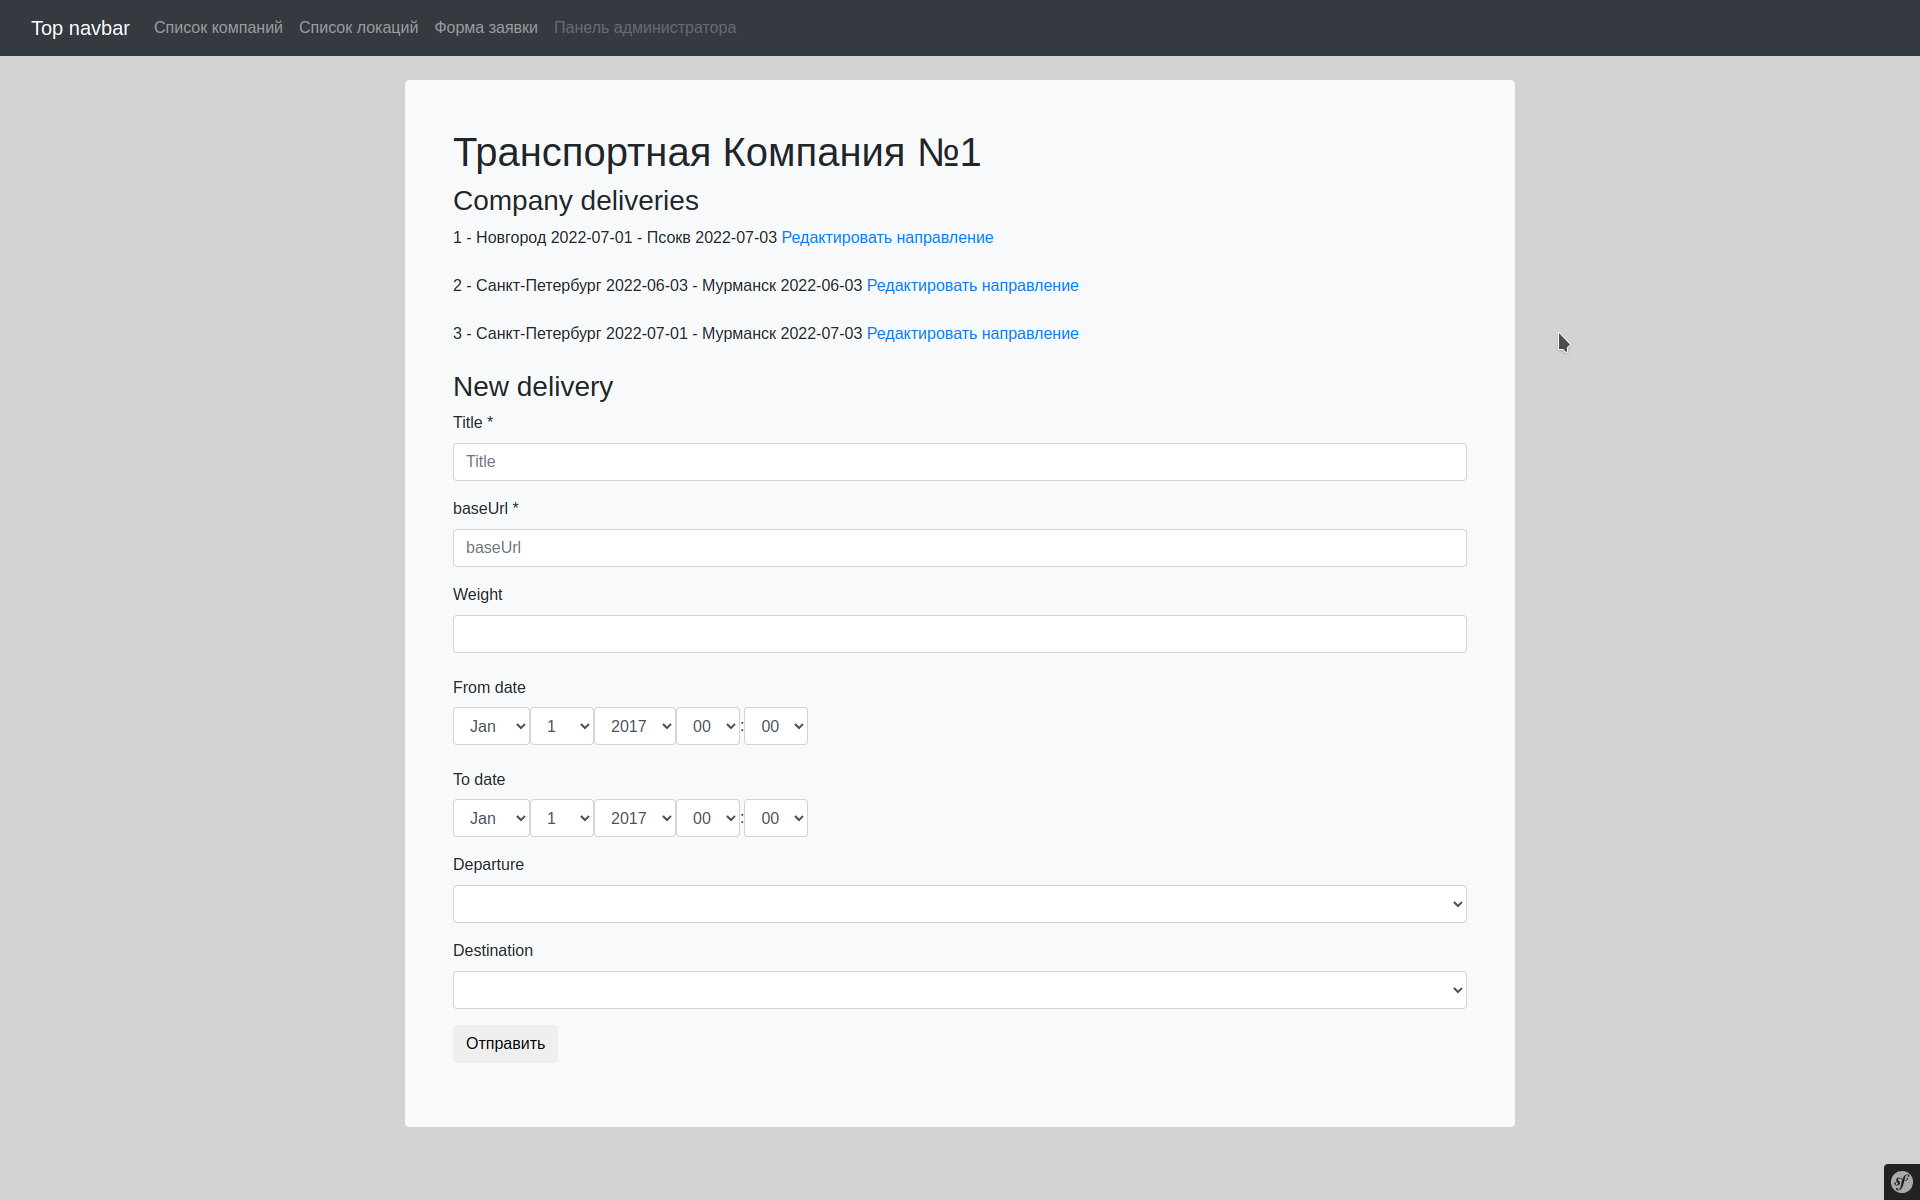 Top navbar Список компаний Список локаций Форма заявки Панель администратора
Транспортная Компания №1
Company deliveries
1 - Новгород 2022-07-01 - Псокв 2022-07-03 Редактировать направление
2 - Санкт-Петербург 2022-06-03 - Мурманск 2022-06-03 Редактировать направление
3 - Санкт-Петербург 2022-07-01 - Мурманск 2022-07-03 Редактировать направление
New delivery
Title *
Title
baseUrl *
baseUrl
Weight
From date
Jan 1 2017 00 : 00
To date
Jan 1 2017 00 : 00
Departure
Destination
Отправить
sf